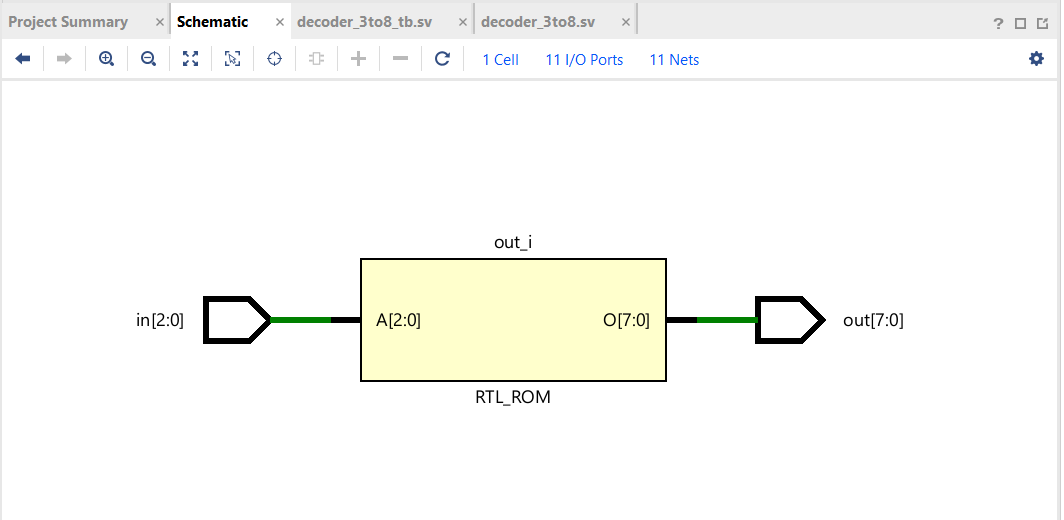 Project Summary × Schematic × decoder_3to8_tb.sv × decoder_3to8.sv × ?
1 Cell 11 I/O Ports 11 Nets
out_i
in[2:0] A[2:0] O[7:0] out[7:0]
RTL_ROM